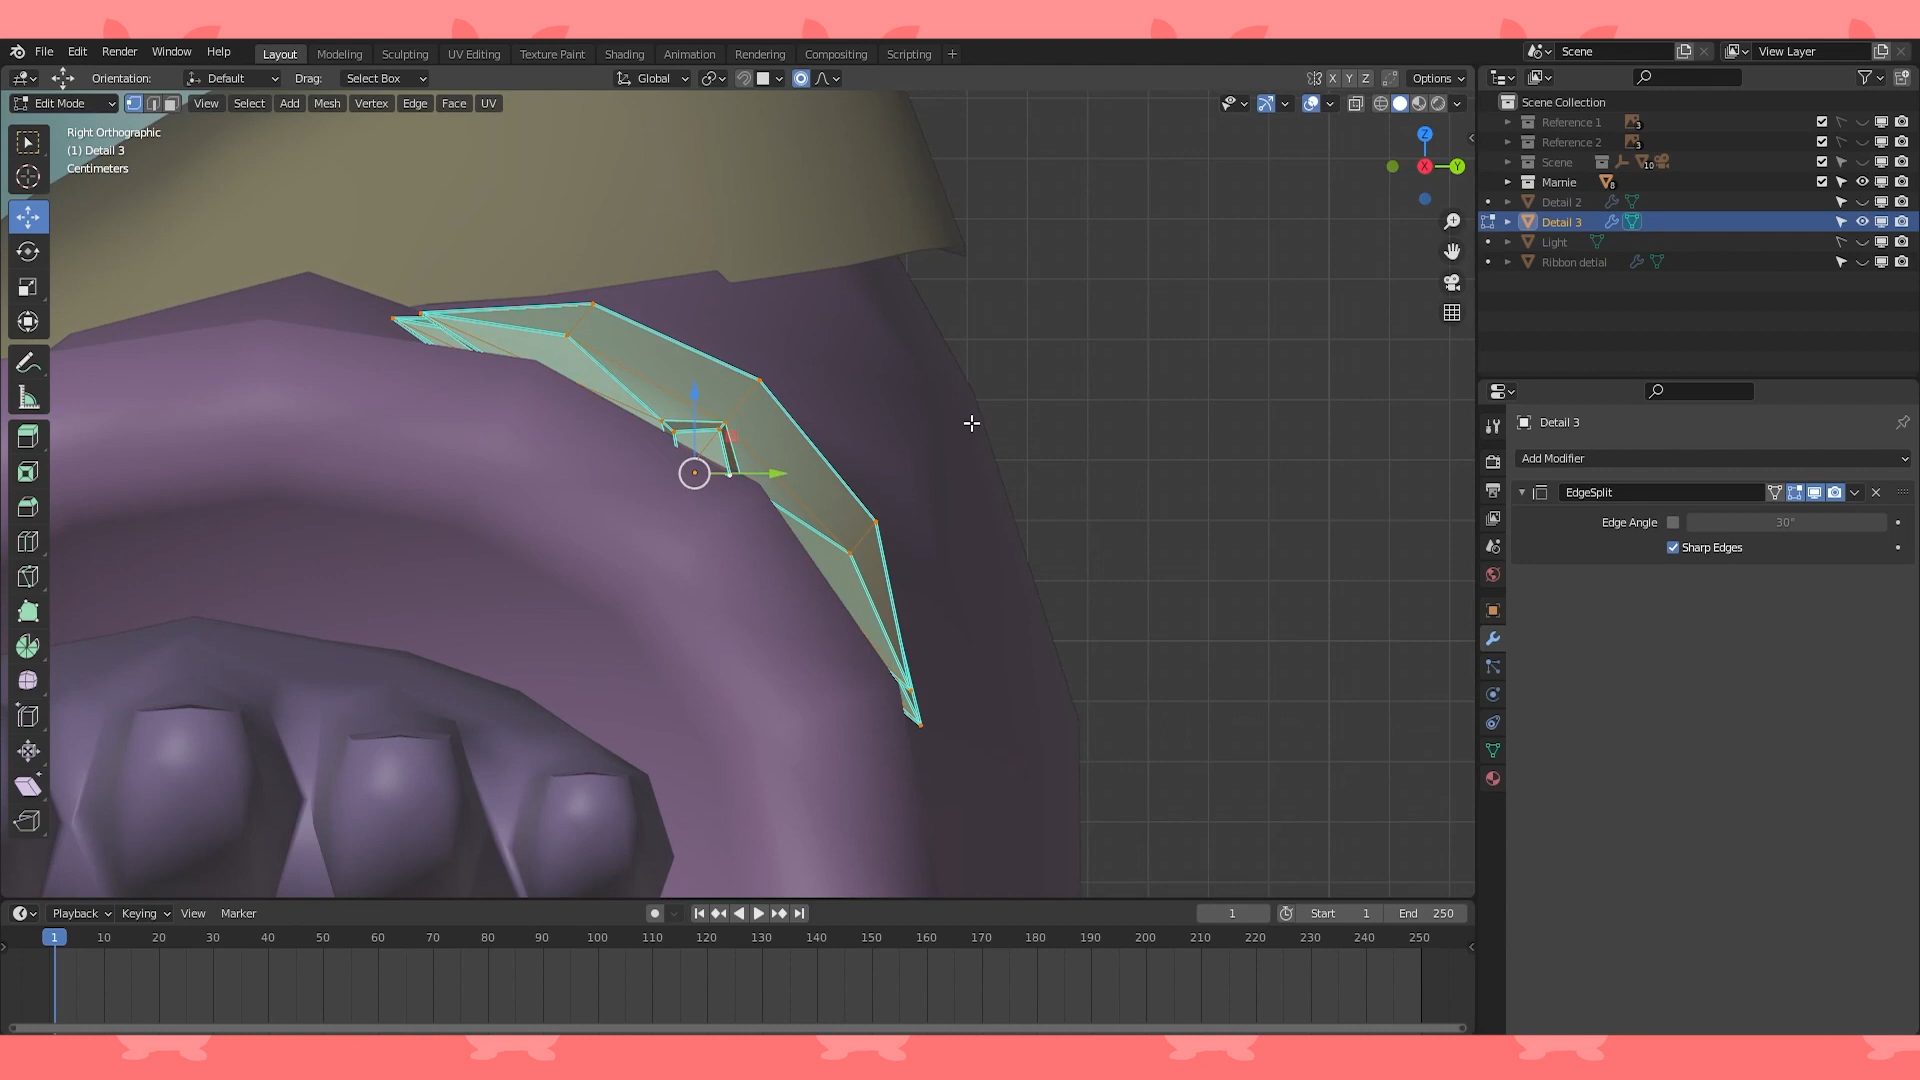 File Edit Render Window Help Layout Modeling Sculpting UV Editing Texture Paint Shading Animation Rendering Compositing Scripting + Scene View Layer
Orientation: Default Drag: Select Box Global X Y Z Options
Edit Mode View Select Add Mesh Vertex Edge Face UV
Right Orthographic
(1) Detail 3
Centimeters
Z
X
Y
Scene Collection
Reference 1 3
Reference 2 3
Scene 10
Marnie 8
Detail 2
Detail 3
Light
Ribbon detial
Detail 3
Add Modifier
EdgeSplit
Edge Angle 30°
Sharp Edges
Playback Keying View Marker 1 Start 1 End 250
1 10 20 30 40 50 60 70 80 90 100 110 120 130 140 150 160 170 180 190 200 210 220 230 240 250